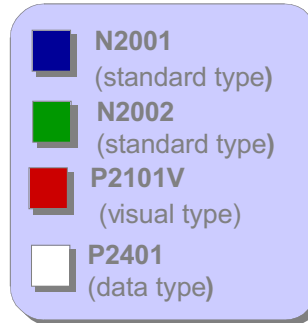 N2001
(standard type)
N2002
(standard type)
P2101V
(visual type)
P2401
(data type)